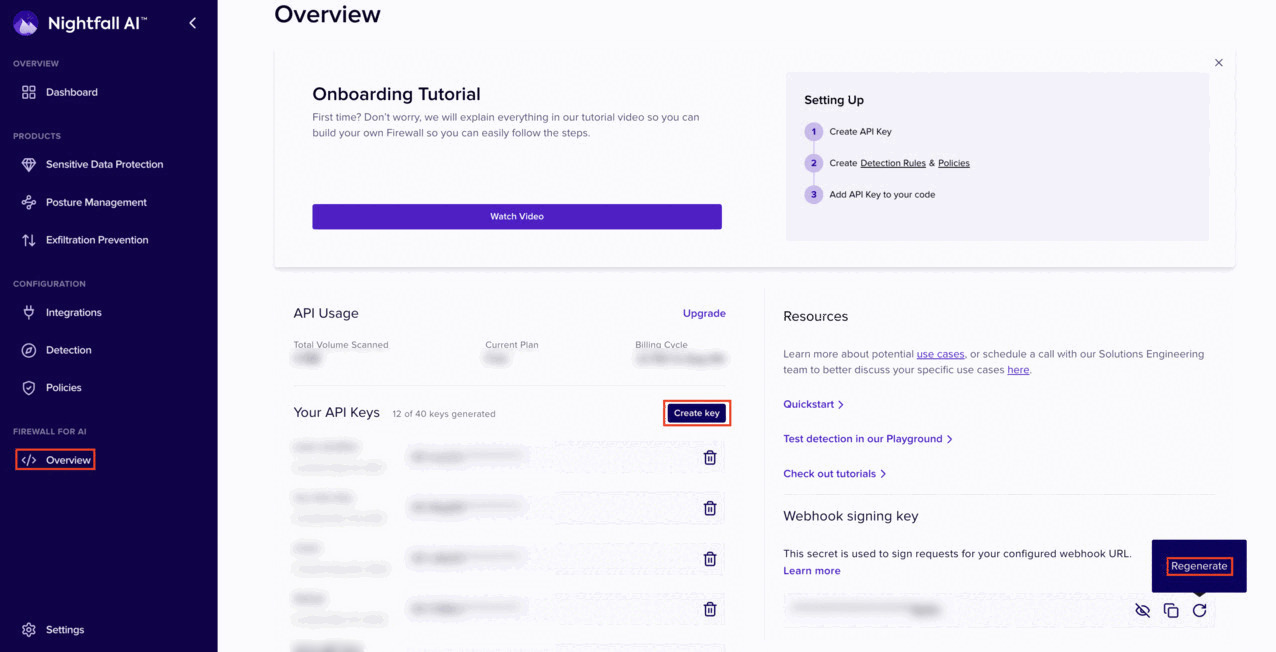 Nightfall AI™
OVERVIEW
Dashboard
PRODUCTS
Sensitive Data Protection
Posture Management
Exfiltration Prevention
CONFIGURATION
Integrations
Detection
Policies
FIREWALL FOR AI
Overview
Settings
Overview
Onboarding Tutorial
First time? Don't worry, we will explain everything in our tutorial video so you can
build your own Firewall so you can easily follow the steps.
Watch Video
Setting Up
1 Create API Key
2 Create Detection Rules & Policies
3 Add API Key to your code
API Usage
Upgrade
Total Volume Scanned
Current Plan
Billing Cycle
Your API Keys 12 of 40 keys generated
Create key
Resources
Learn more about potential use cases, or schedule a call with our Solutions Engineering
team to better discuss your specific use cases here.
Quickstart
Test detection in our Playground
Check out tutorials
Webhook signing key
This secret is used to sign requests for your configured webhook URL.
Learn more
Regenerate